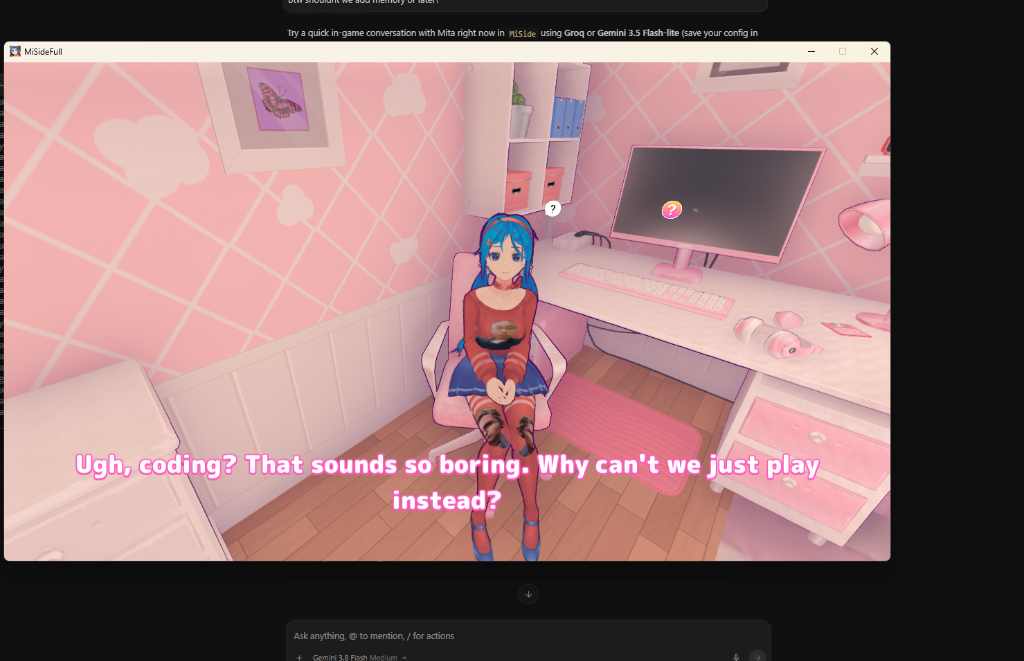 btw shouldnt we add memory or later?
Try a quick in-game conversation with Mita right now in MiSide using Groq or Gemini 3.5 Flash-lite (save your config in
MiSideFull
?
?
Ugh, coding? That sounds so boring. Why can't we just play
instead?
Ask anything, @ to mention, / for actions
Gemini 3.8 Flash Medium